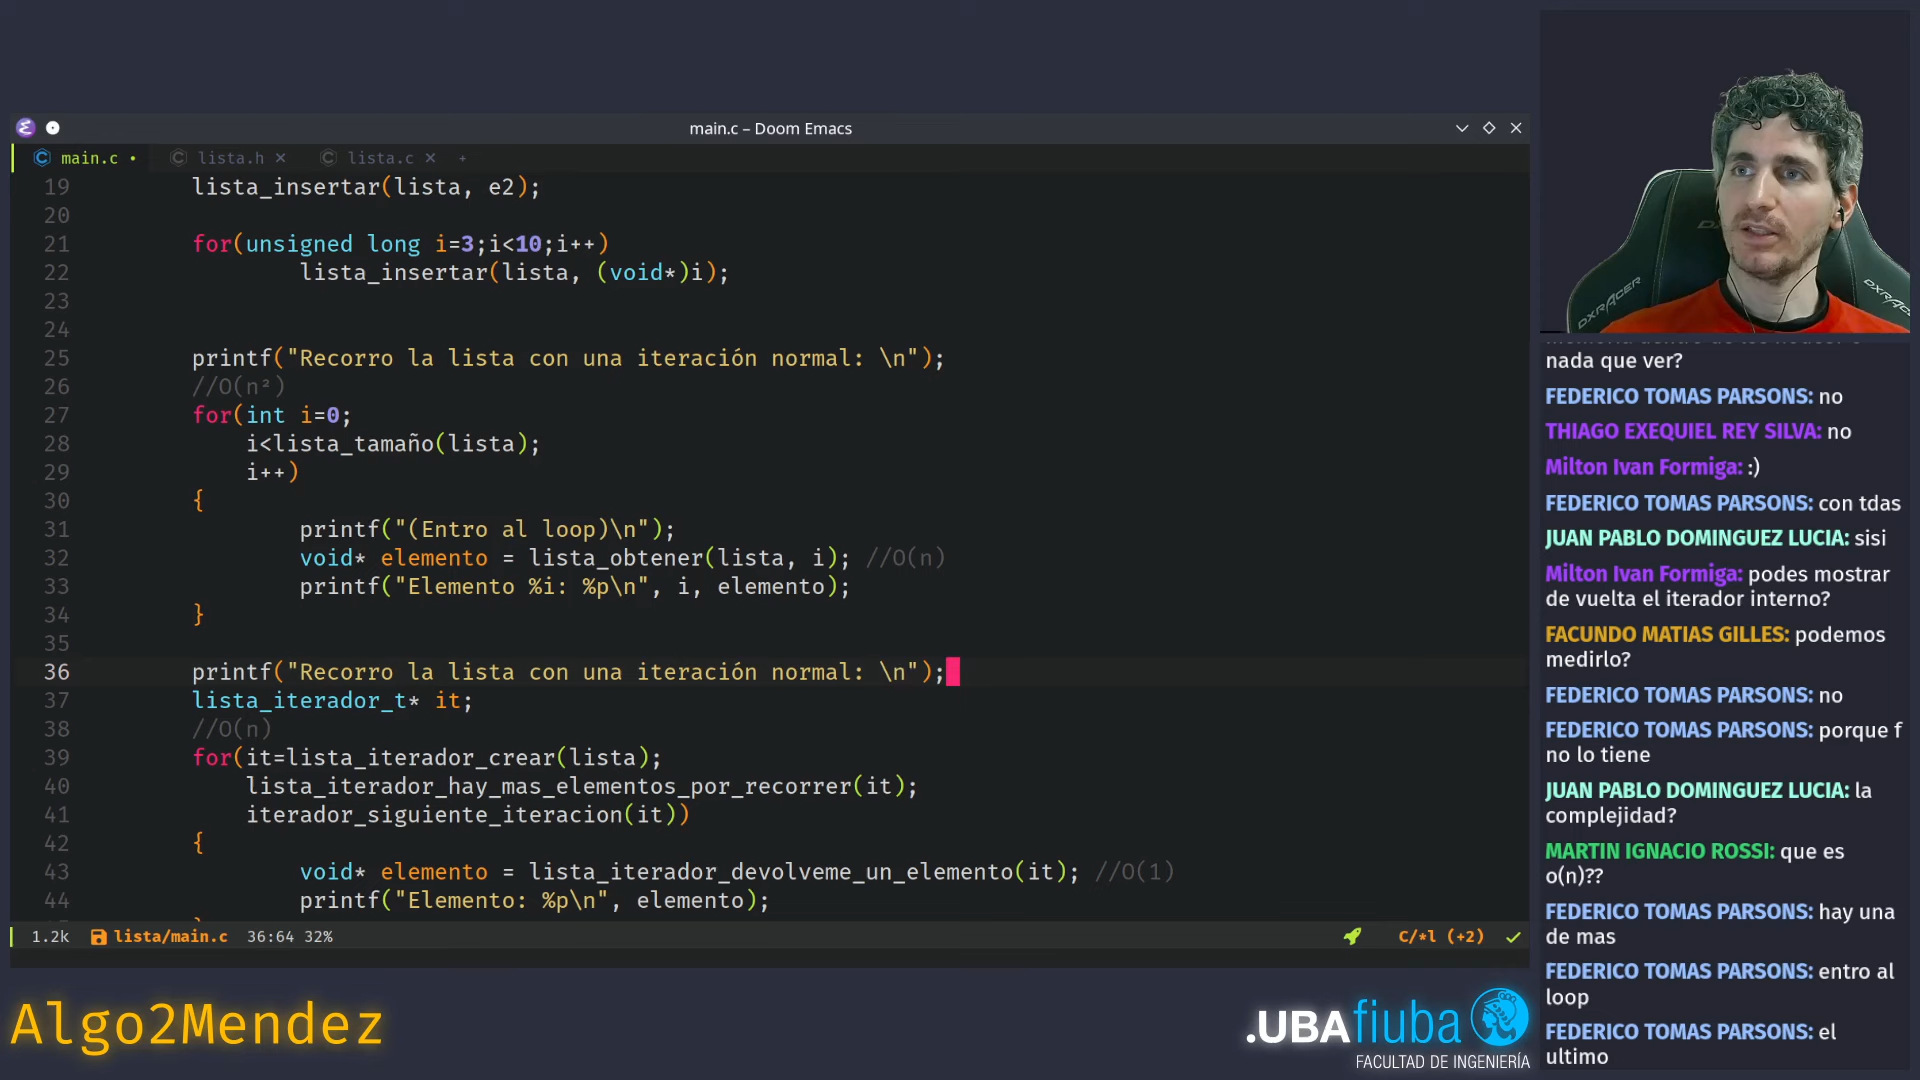 main.c – Doom Emacs
main.c • lista.h × lista.c × +
19 lista_insertar(lista, e2);
20
21 for(unsigned long i=3;i<10;i++)
22 lista_insertar(lista, (void*)i);
23
24
25 printf("Recorro la lista con una iteración normal: \n");
26 //O(n²)
27 for(int i=0;
28 i<lista_tamaño(lista);
29 i++)
30 {
31 printf("(Entro al loop)\n");
32 void* elemento = lista_obtener(lista, i); //O(n)
33 printf("Elemento %i: %p\n", i, elemento);
34 }
35
36 printf("Recorro la lista con una iteración normal: \n");
37 lista_iterador_t* it;
38 //O(n)
39 for(it=lista_iterador_crear(lista);
40 lista_iterador_hay_mas_elementos_por_recorrer(it);
41 iterador_siguiente_iteracion(it))
42 {
43 void* elemento = lista_iterador_devolveme_un_elemento(it); //O(1)
44 printf("Elemento: %p\n", elemento);
1.2k lista/main.c 36:64 32% C/*l (+2)
DXRACER
DXRACER
nada que ver?
FEDERICO TOMAS PARSONS: no
THIAGO EXEQUIEL REY SILVA: no
Milton Ivan Formiga: :)
FEDERICO TOMAS PARSONS: con tdas
JUAN PABLO DOMINGUEZ LUCIA: sisi
Milton Ivan Formiga: podes mostrar
de vuelta el iterador interno?
FACUNDO MATIAS GILLES: podemos
medirlo?
FEDERICO TOMAS PARSONS: no
FEDERICO TOMAS PARSONS: porque f
no lo tiene
JUAN PABLO DOMINGUEZ LUCIA: la
complejidad?
MARTIN IGNACIO ROSSI: que es
o(n)??
FEDERICO TOMAS PARSONS: hay una
de mas
FEDERICO TOMAS PARSONS: entro al
loop
FEDERICO TOMAS PARSONS: el
ultimo
Algo2Mendez
.UBAfiuba
FACULTAD DE INGENIERÍA